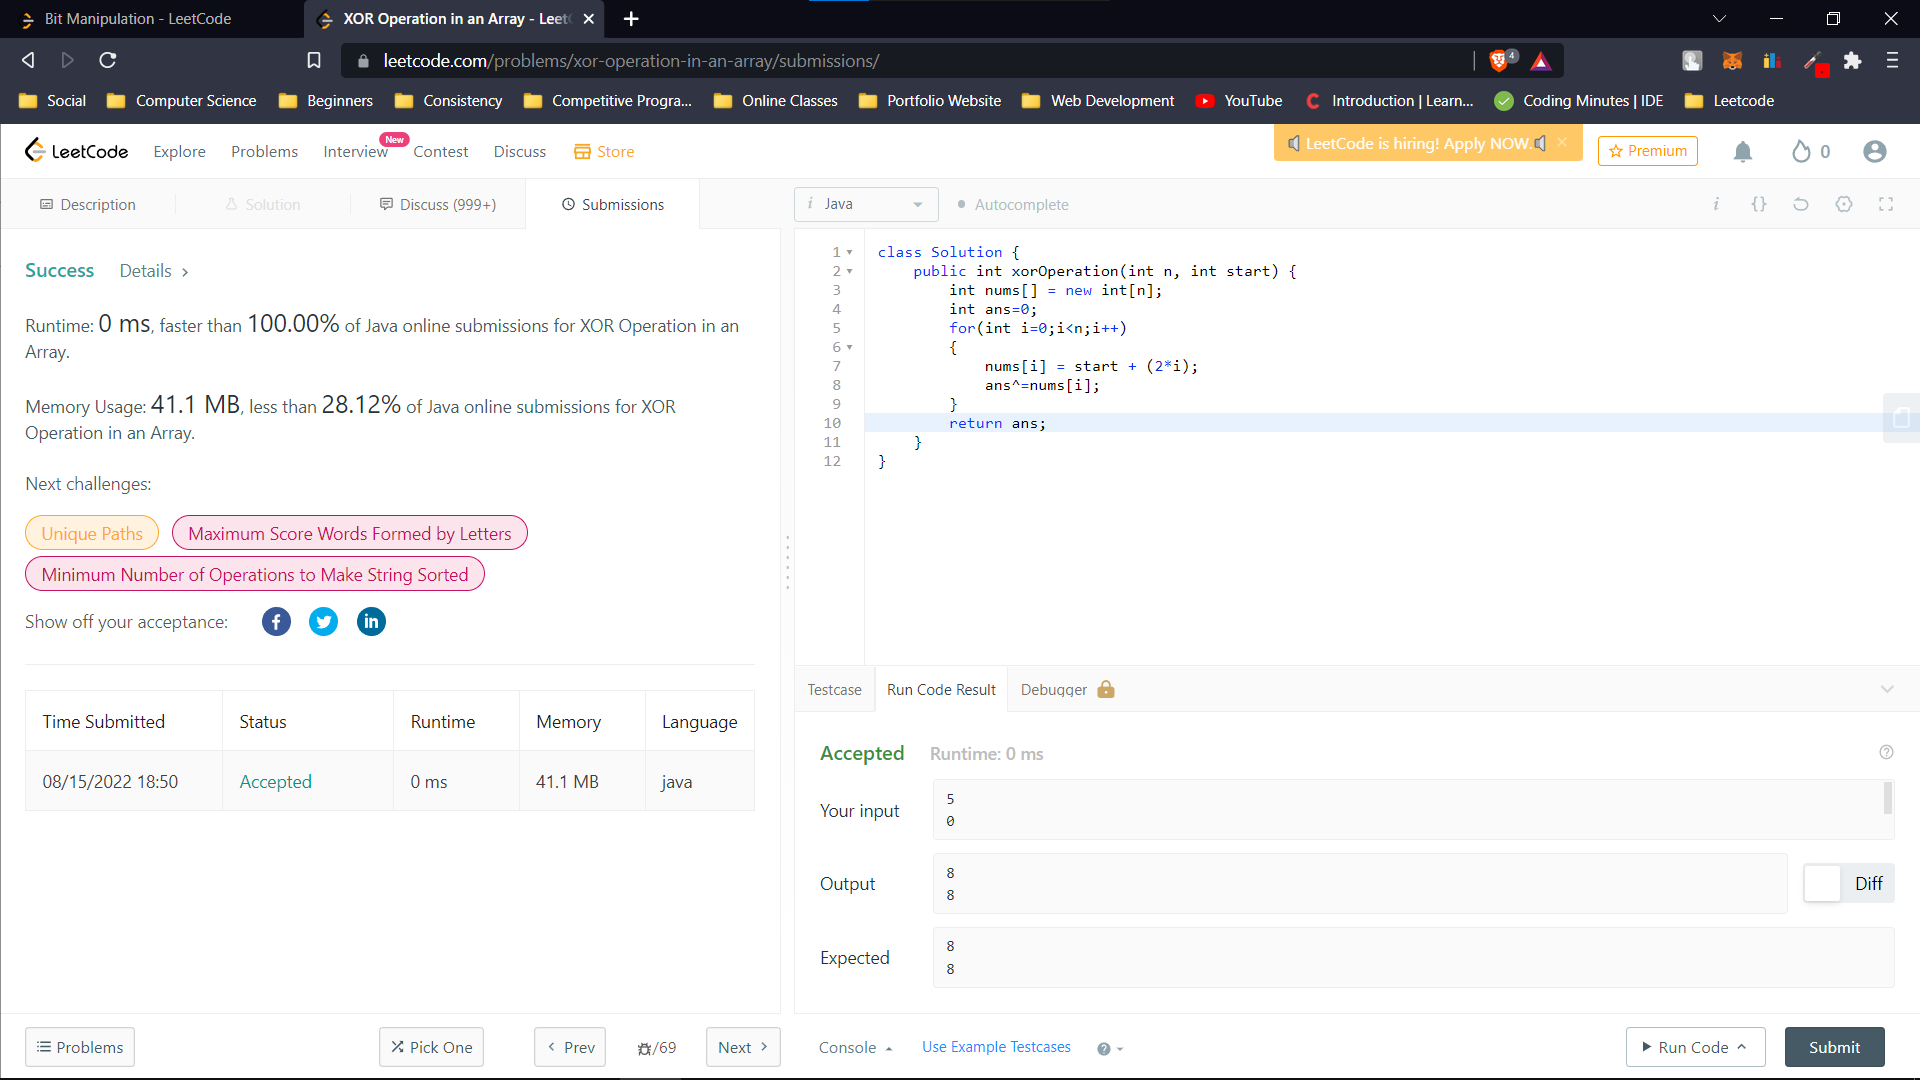 Bit Manipulation - LeetCode
XOR Operation in an Array - Leet
leetcode.com/problems/xor-operation-in-an-array/submissions/
4
Social Computer Science Beginners Consistency Competitive Progra... Online Classes Portfolio Website Web Development YouTube Introduction | Learn... Coding Minutes | IDE Leetcode
LeetCode Explore Problems Interview New Contest Discuss Store
LeetCode is hiring! Apply NOW.
Premium
0
Description Solution Discuss (999+) Submissions
i Java Autocomplete
i {}
Success Details >
Runtime: 0 ms, faster than 100.00% of Java online submissions for XOR Operation in an
Array.
Memory Usage: 41.1 MB, less than 28.12% of Java online submissions for XOR
Operation in an Array.
Next challenges:
Unique Paths Maximum Score Words Formed by Letters
Minimum Number of Operations to Make String Sorted
Show off your acceptance:
Time Submitted Status Runtime Memory Language
08/15/2022 18:50 Accepted 0 ms 41.1 MB java
1 class Solution {
2 public int xorOperation(int n, int start) {
3 int nums[] = new int[n];
4 int ans=0;
5 for(int i=0;i<n;i++)
6 {
7 nums[i] = start + (2*i);
8 ans^=nums[i];
9 }
10 return ans;
11 }
12 }
Testcase Run Code Result Debugger
Accepted Runtime: 0 ms
Your input
5
0
Output
8
8
Diff
Expected
8
8
Problems Pick One < Prev /69 Next >
Console Use Example Testcases
Run Code Submit